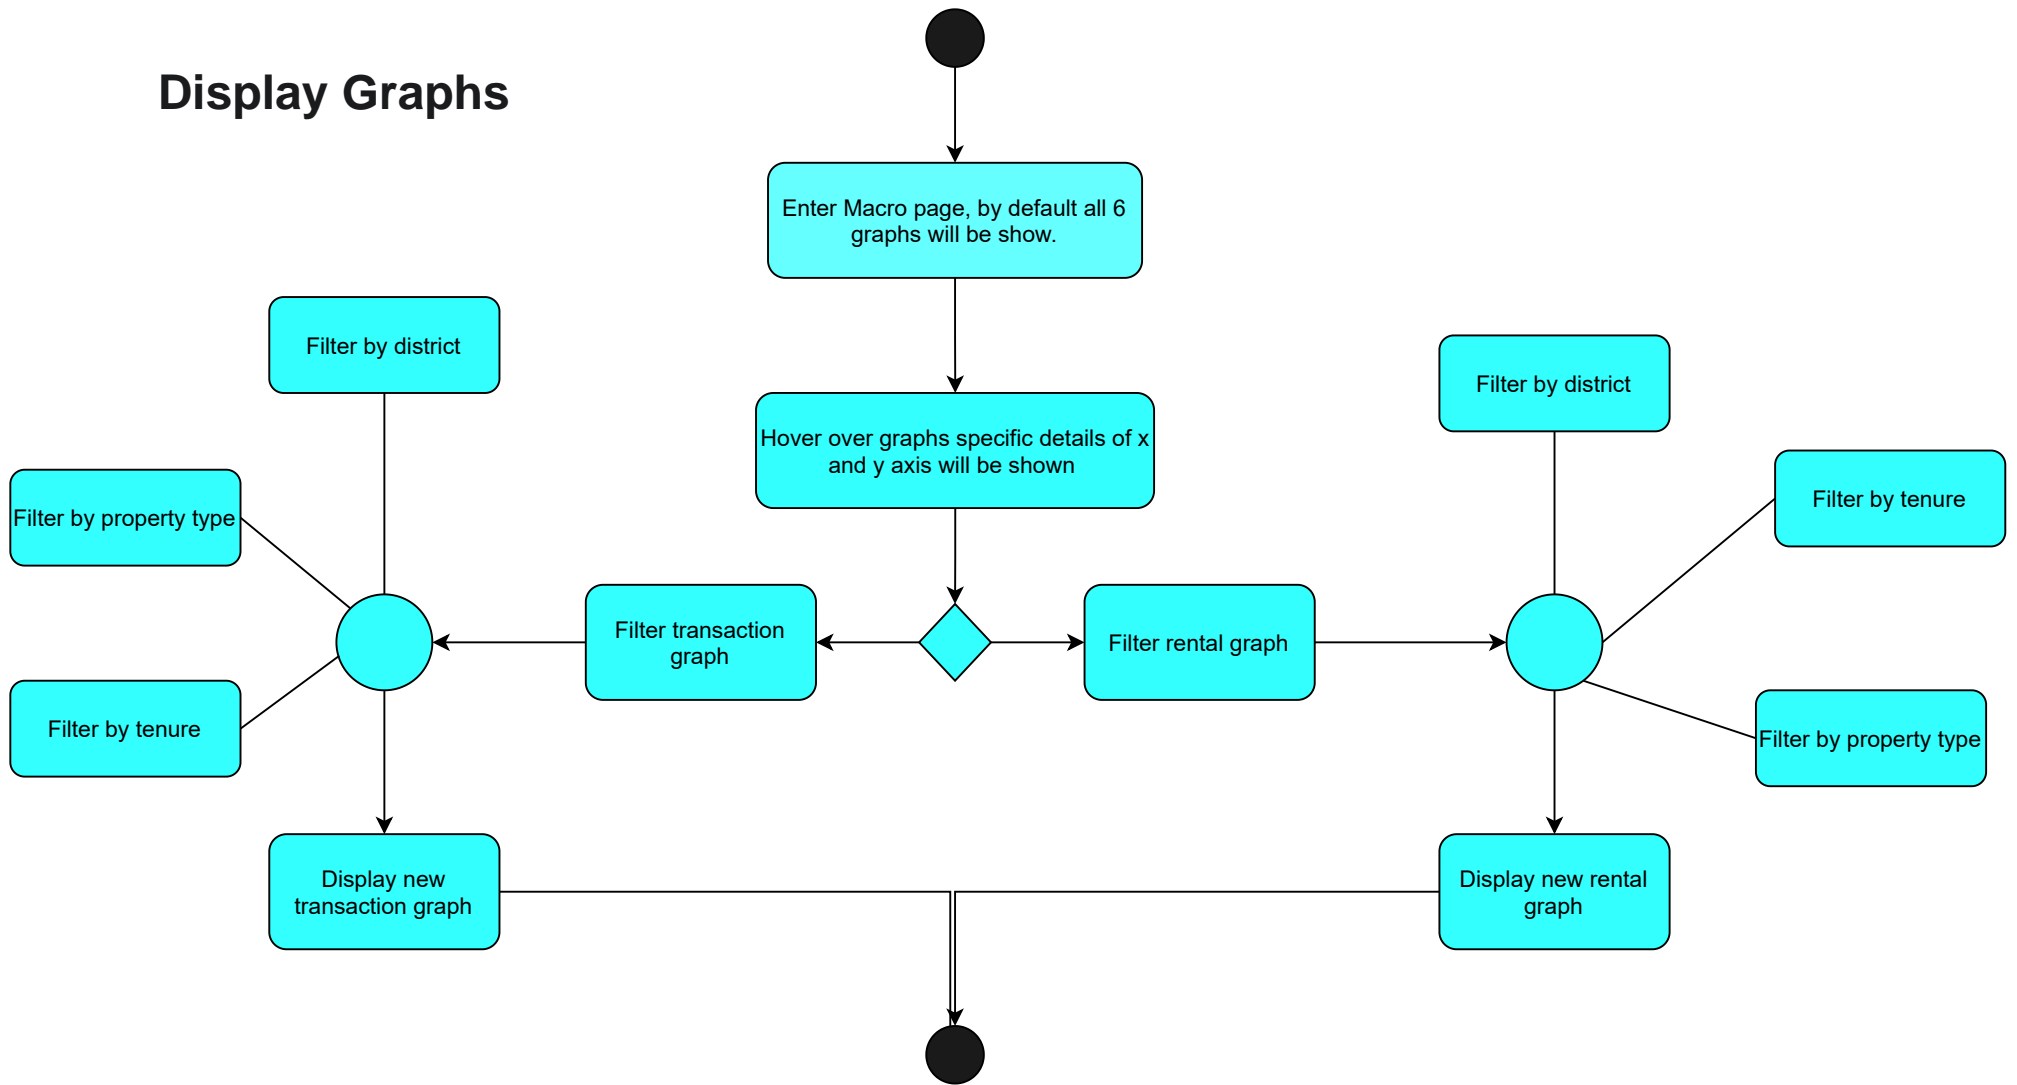 Display Graphs
Enter Macro page, by default all 6
graphs will be show.
Filter by district
Filter by district
Hover over graphs specific details of x
and y axis will be shown
Filter by property type
Filter by tenure
Filter transaction
graph
Filter rental graph
Filter by tenure
Filter by property type
Display new
transaction graph
Display new rental
graph